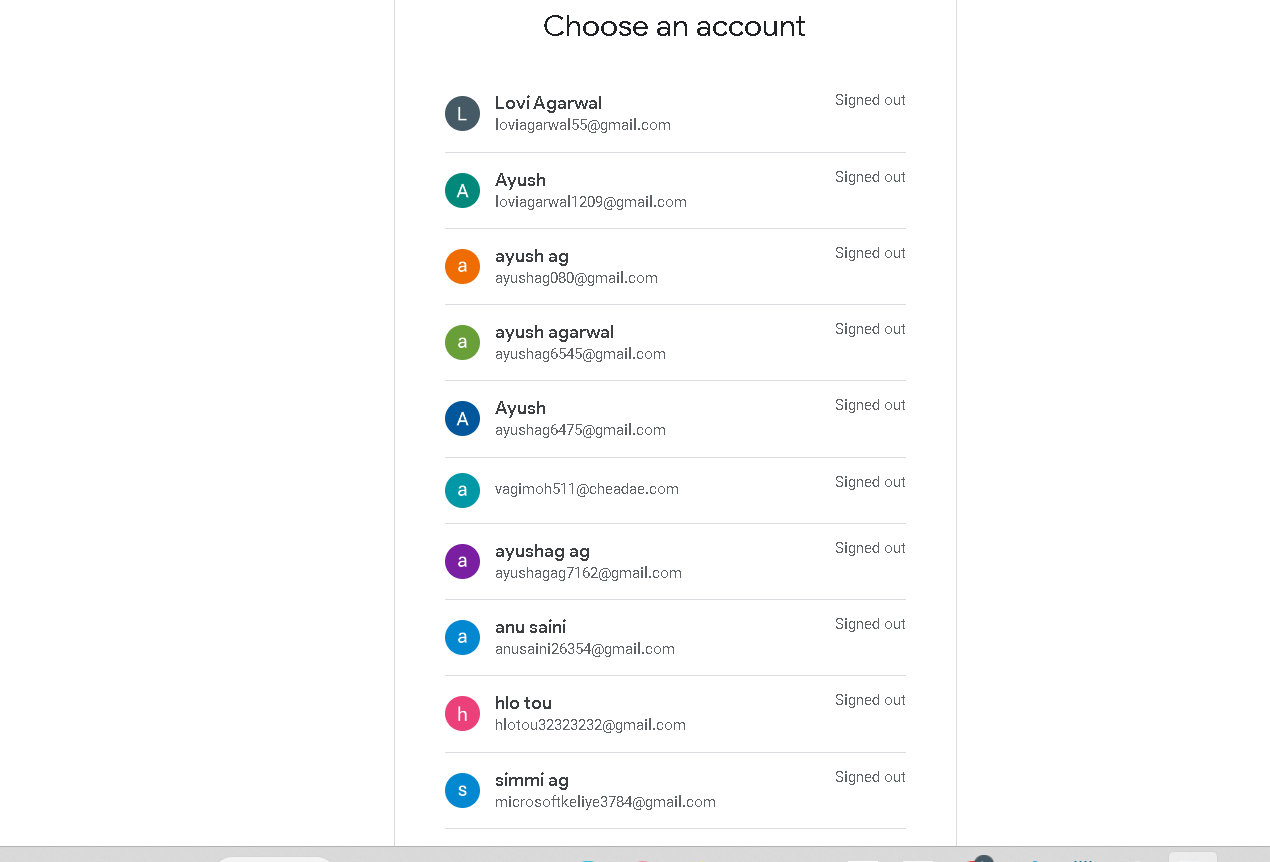 Choose an account
L
Lovi Agarwal
Signed out
loviagarwal55@gmail.com
A
Ayush
Signed out
loviagarwal1209@gmail.com
a
ayush ag
Signed out
ayushag080@gmail.com
a
ayush agarwal
Signed out
ayushag6545@gmail.com
A
Ayush
Signed out
ayushag6475@gmail.com
a
vagimoh511@cheadae.com
Signed out
a
ayushag ag
Signed out
ayushagag7162@gmail.com
a
anu saini
Signed out
anusaini26354@gmail.com
h
hlo tou
Signed out
hlotou32323232@gmail.com
s
simmi ag
Signed out
microsoftkeliye3784@gmail.com